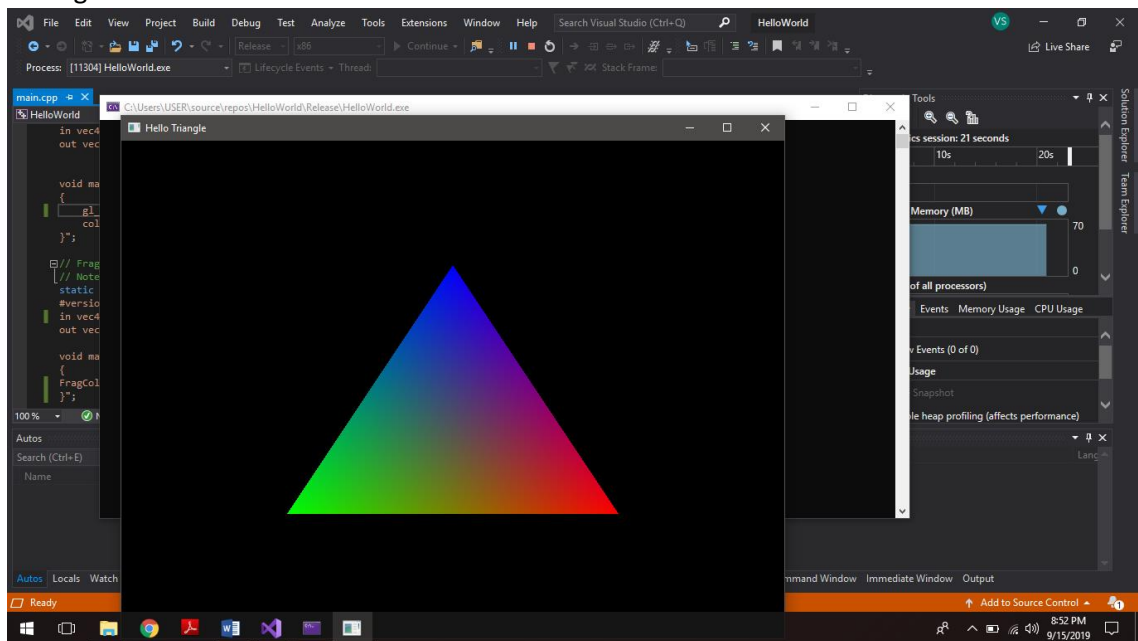 File Edit View Project Build Debug Test Analyze Tools Extensions Window Help Search Visual Studio (Ctrl+Q) HelloWorld VS
Release x86 Continue Live Share
Process: [11304] HelloWorld.exe Lifecycle Events Thread: Stack Frame:
main.cpp
C:\Users\USER\source\repos\HelloWorld\Release\HelloWorld.exe
Tools
HelloWorld
Hello Triangle
in vec4
out vec
ics session: 21 seconds
10s 20s
void ma
{
gl_
col
}";
Memory (MB)
70
0
// Frag
// Note
static
#versio
in vec4
out vec
of all processors)
Events Memory Usage CPU Usage
void ma
{
FragCol
}";
w Events (0 of 0)
Usage
Snapshot
le heap profiling (affects performance)
100 %
Solution Explorer
Team Explorer
Autos
Search (Ctrl+E)
Lang
Name
Autos Locals Watch
mmand Window Immediate Window Output
Ready
Add to Source Control
1
8:52 PM
9/15/2019